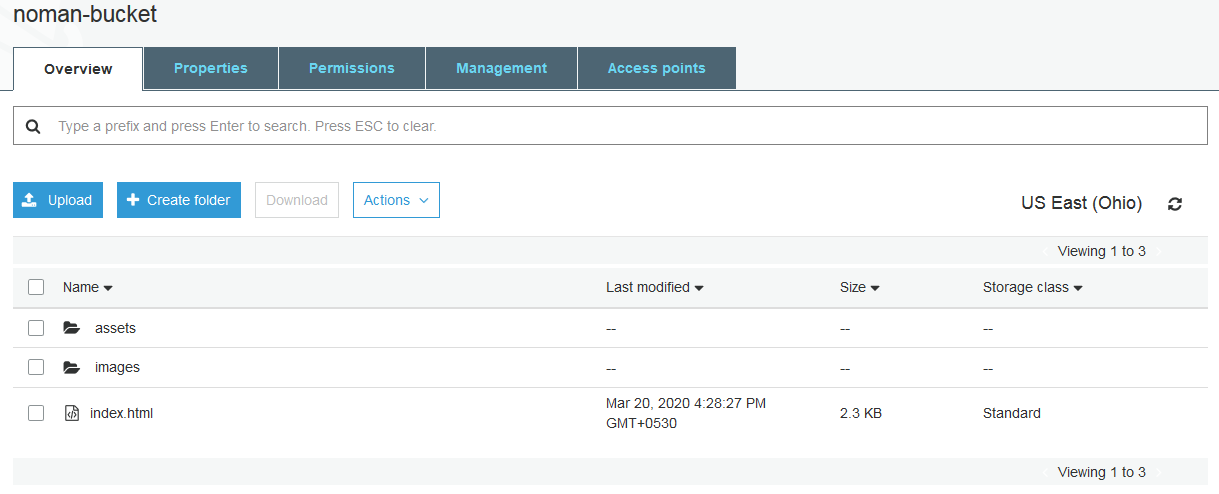 noman-bucket
Overview Properties Permissions Management Access points
Type a prefix and press Enter to search. Press ESC to clear.
Upload Create folder Download Actions US East (Ohio)
Viewing 1 to 3
Name Last modified Size Storage class
assets -- -- --
images -- -- --
index.html Mar 20, 2020 4:28:27 PM 2.3 KB Standard
GMT+0530
Viewing 1 to 3